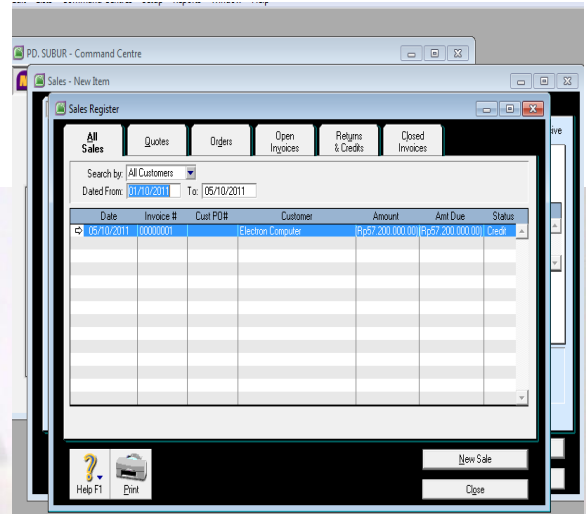 PD. SUBUR - Command Centre
Sales - New Item
Sales Register
All Sales
Quotes
Orders
Open Invoices
Returns & Credits
Closed Invoices
Search by: All Customers
Dated From: 01/10/2011 To: 05/10/2011
Date Invoice # Cust PO# Customer Amount Amt Due Status
05/10/2011 00000001 Electron Computer (Rp57.200.000.00) (Rp57.200.000.00) Credit
New Sale
Help F1 Print
Close